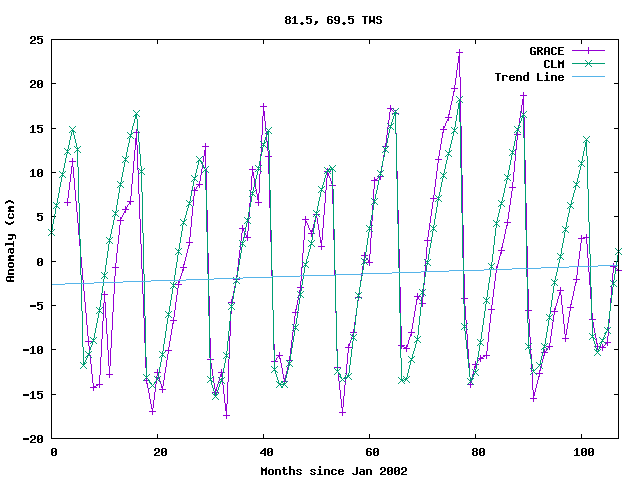 81.5, 69.5 TWS
GRACE
CLM
Trend Line
25
20
15
10
5
0
-5
-10
-15
-20
Anomaly (cm)
0 20 40 60 80 100
Months since Jan 2002